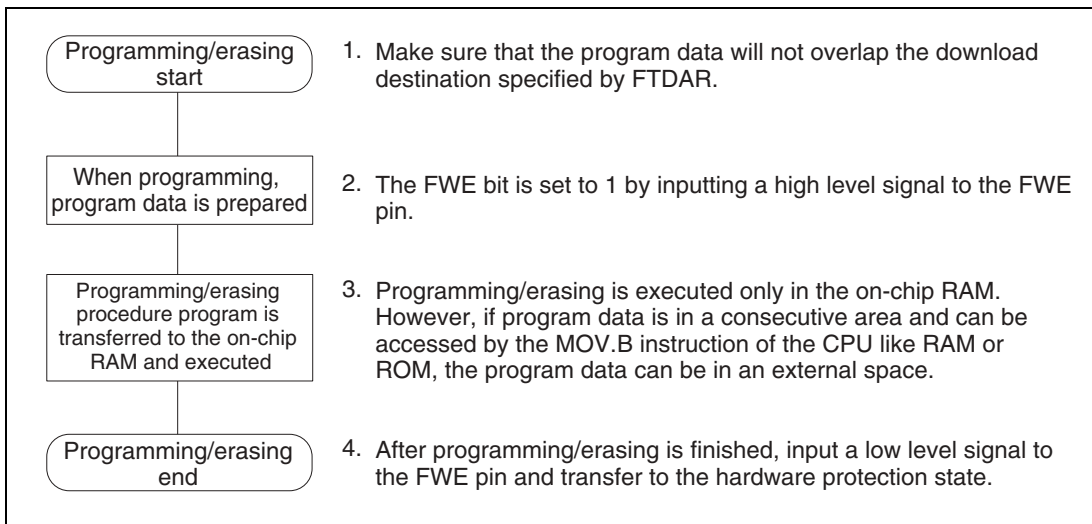 Programming/erasing
start
1. Make sure that the program data will not overlap the download
destination specified by FTDAR.
When programming,
program data is prepared
2. The FWE bit is set to 1 by inputting a high level signal to the FWE
pin.
Programming/erasing
procedure program is
transferred to the on-chip
RAM and executed
3. Programming/erasing is executed only in the on-chip RAM.
However, if program data is in a consecutive area and can be
accessed by the MOV.B instruction of the CPU like RAM or
ROM, the program data can be in an external space.
Programming/erasing
end
4. After programming/erasing is finished, input a low level signal to
the FWE pin and transfer to the hardware protection state.